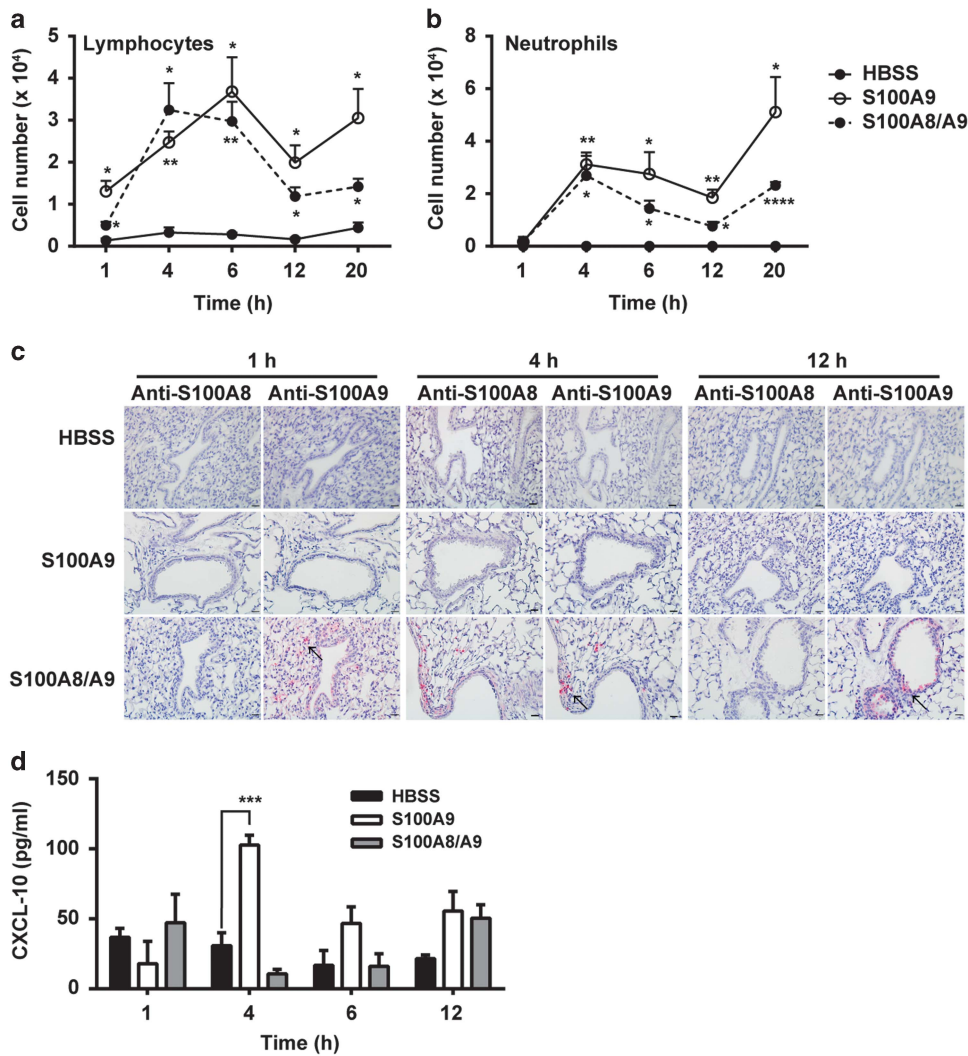 a
Lymphocytes
Cell number (x 10⁴)
5
4
3
2
1
0
* * * * *
** **
* * *
1 4 6 12 20
Time (h)
b
Neutrophils
Cell number (x 10⁴)
8
6
4
2
0
** * ** *
* * * ****
1 4 6 12 20
Time (h)
HBSS
S100A9
S100A8/A9
c
1 h 4 h 12 h
Anti-S100A8 Anti-S100A9 Anti-S100A8 Anti-S100A9 Anti-S100A8 Anti-S100A9
HBSS
S100A9
S100A8/A9
d
CXCL-10 (pg/ml)
150
100
50
0
***
HBSS
S100A9
S100A8/A9
1 4 6 12
Time (h)